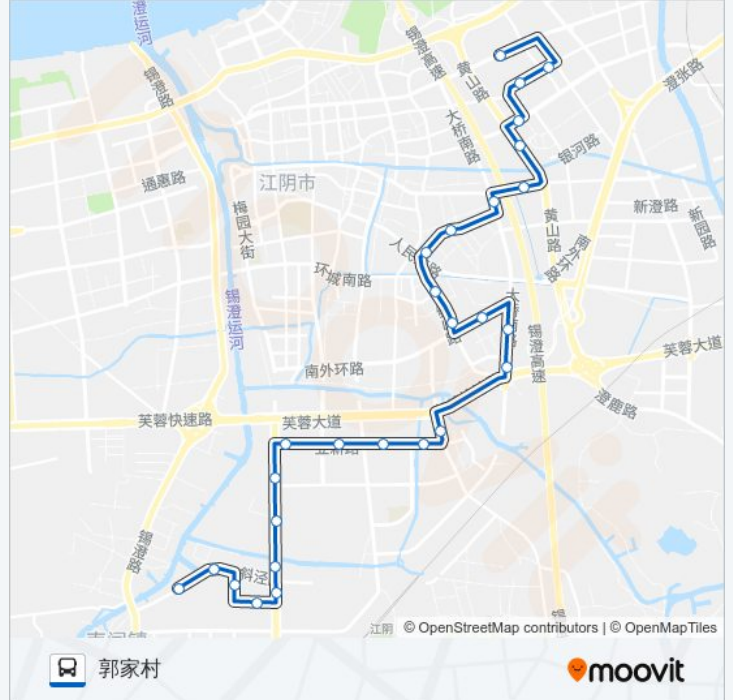 澄运河
锡澄路
锡澄高速
黄山路
澄张路
大桥南路
银河路
通惠路
江阴市
梅园大街
新澄路
新园路
黄山路
南外环路
人民
路
环城南路
锡澄运河
锡澄高速
芙蓉大道
南外环路
澄鹿路
芙蓉快速路
芙蓉大道
锡澄路
斜泾
江阴
© OpenStreetMap contributors | © OpenMapTiles
郭家村
moovit